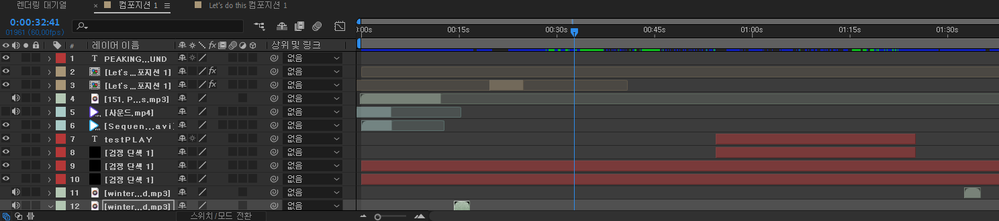 렌더링 대기열 × 컴포지션 1 Let's do this 컴포지션 1
0:00:32:41
01961 (60.00fps)
:00s 00:15s 00:30s 00:45s 01:00s 01:15s 01:30s
# 레이어 이름 fx 상위 및 링크
1 T PEAKING...UND 없음
2 [Let's ...포지션 1] fx 없음
3 [Let's ...포지션 1] fx 없음
4 [151. P...s.mp3] 없음
5 [사운드.mp4] 없음
6 [Sequen...avi] 없음
7 T testPLAY 없음
8 [검정 단색 1] 없음
9 [검정 단색 1] 없음
10 [검정 단색 1] 없음
11 [winter...d.mp3] 없음
12 [winter...d.mp3] 없음
스위치/모드 전환